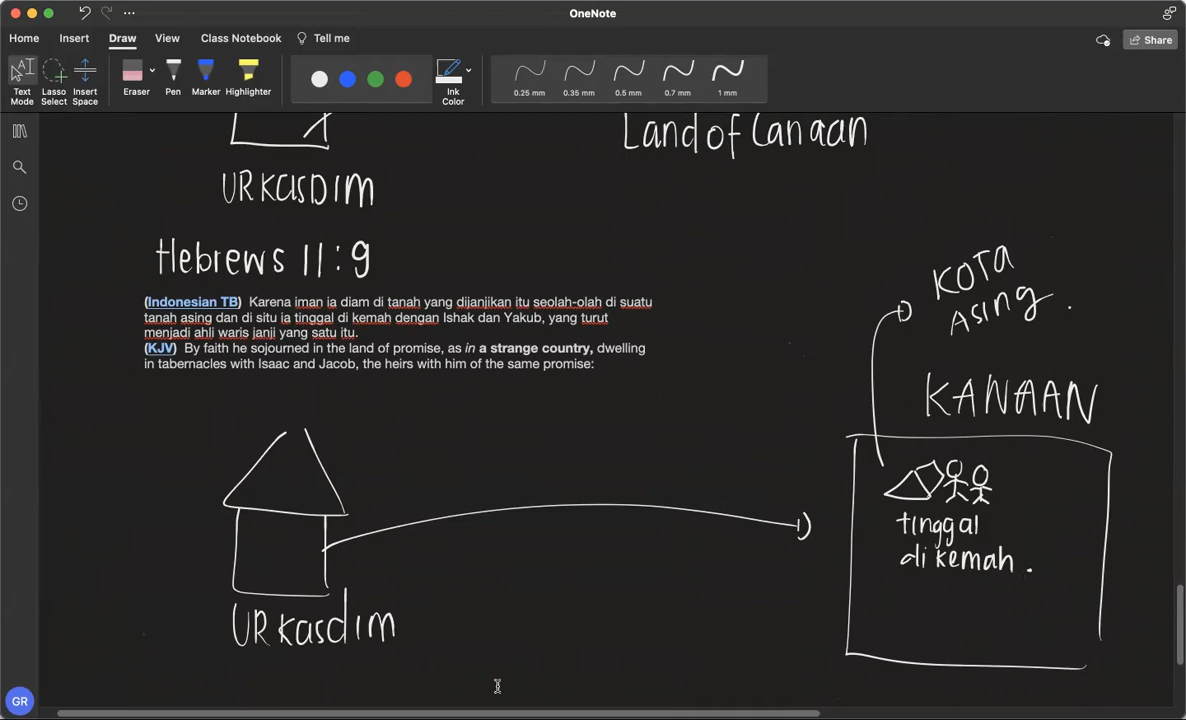 OneNote
Home Insert Draw View Class Notebook Tell me
Share
Text Mode
Lasso Select
Insert Space
Eraser
Pen
Marker
Highlighter
Ink Color
0.25 mm 0.35 mm 0.5 mm 0.7 mm 1 mm
Land of Canaan
UR KASDIM
Hebrews 11:9
(Indonesian TB) Karena iman ia diam di tanah yang dijanjikan itu seolah-olah di suatu
tanah asing dan di situ ia tinggal di kemah dengan Ishak dan Yakub, yang turut
menjadi ahli waris janji yang satu itu.
(KJV) By faith he sojourned in the land of promise, as in a strange country, dwelling
in tabernacles with Isaac and Jacob, the heirs with him of the same promise:
KOTA
Asing.
KANAAN
tinggal
di kemah.
UR kasdim
GR